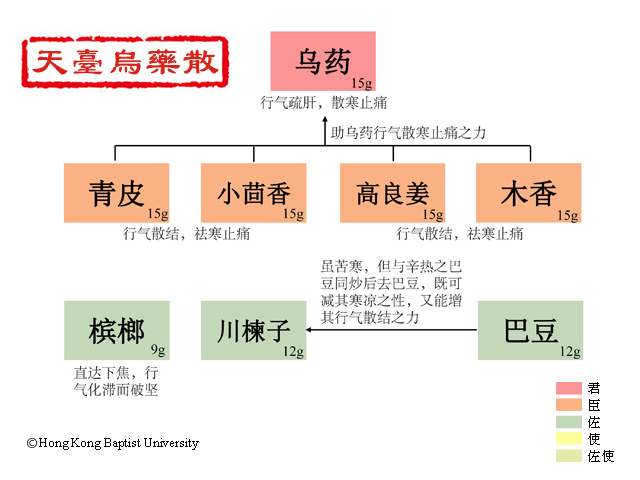 天臺烏藥散
乌药
15g
行气疏肝，散寒止痛
助乌药行气散寒止痛之力
青皮
15g
小茴香
15g
高良姜
15g
木香
15g
行气散结，祛寒止痛
行气散结，祛寒止痛
虽苦寒，但与辛热之巴
豆同炒后去巴豆，既可
减其寒凉之性，又能增
其行气散结之力
槟榔
9g
川楝子
12g
巴豆
12g
直达下焦，行
气化滞而破坚
君
臣
佐
使
佐使
©Hong Kong Baptist University